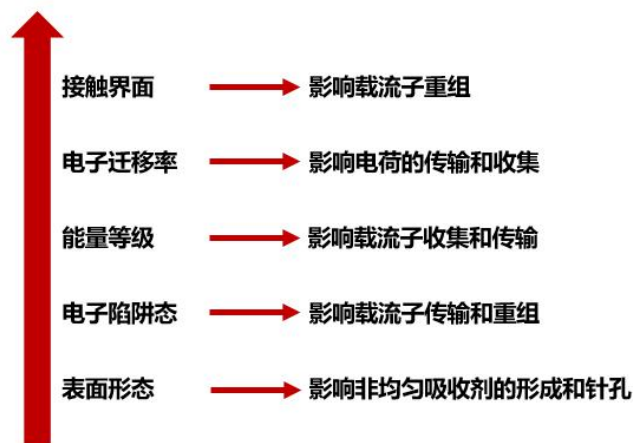 接触界面 影响载流子重组
电子迁移率 影响电荷的传输和收集
能量等级 影响载流子收集和传输
电子陷阱态 影响载流子传输和重组
表面形态 影响非均匀吸收剂的形成和针孔